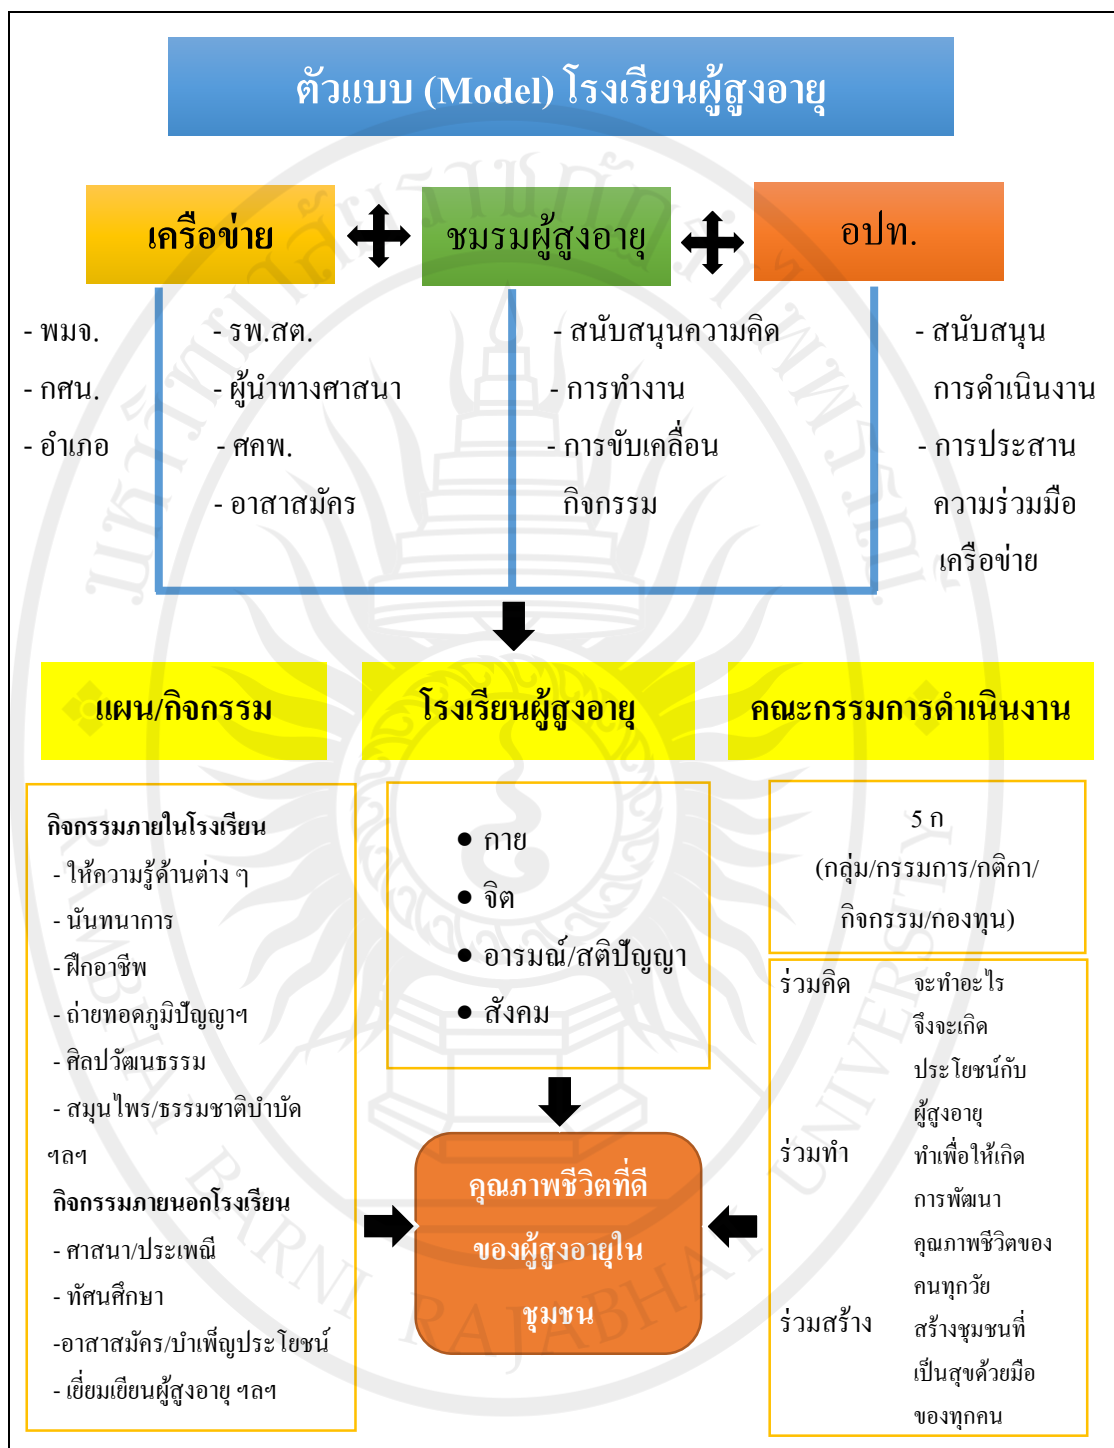 ตัวแบบ (Model) โรงเรียนผู้สูงอายุ
เครือข่าย
ชมรมผู้สูงอายุ
อปท.
- พมจ.
- กศน.
- อำเภอ
- รพ.สต.
- ผู้นำทางศาสนา
- ศคพ.
- อาสาสมัคร
- สนับสนุนความคิด
- การทำงาน
- การขับเคลื่อน
กิจกรรม
- สนับสนุน
การดำเนินงาน
- การประสาน
ความร่วมมือ
เครือข่าย
แผน/กิจกรรม
โรงเรียนผู้สูงอายุ
คณะกรรมการดำเนินงาน
กิจกรรมภายในโรงเรียน
- ให้ความรู้ด้านต่าง ๆ
- นันทนาการ
- ฝึกอาชีพ
- ถ่ายทอดภูมิปัญญาฯ
- ศิลปวัฒนธรรม
- สมุนไพร/ธรรมชาติบำบัด
ฯลฯ
กิจกรรมภายนอกโรงเรียน
- ศาสนา/ประเพณี
- ทัศนศึกษา
-อาสาสมัคร/บำเพ็ญประโยชน์
- เยี่ยมเยียนผู้สูงอายุ ฯลฯ
● กาย
● จิต
● อารมณ์/สติปัญญา
● สังคม
คุณภาพชีวิตที่ดี
ของผู้สูงอายุใน
ชุมชน
5 ก
(กลุ่ม/กรรมการ/กติกา/
กิจกรรม/กองทุน)
ร่วมคิด จะทำอะไร
จึงจะเกิด
ประโยชน์กับ
ผู้สูงอายุ
ร่วมทำ ทำเพื่อให้เกิด
การพัฒนา
คุณภาพชีวิตของ
คนทุกวัย
ร่วมสร้าง สร้างชุมชนที่
เป็นสุขด้วยมือ
ของทุกคน
มหาวิทยาลัยราชภัฏรำไพพรรณี
RAMBHAI BARNI RAJABHAT UNIVERSITY